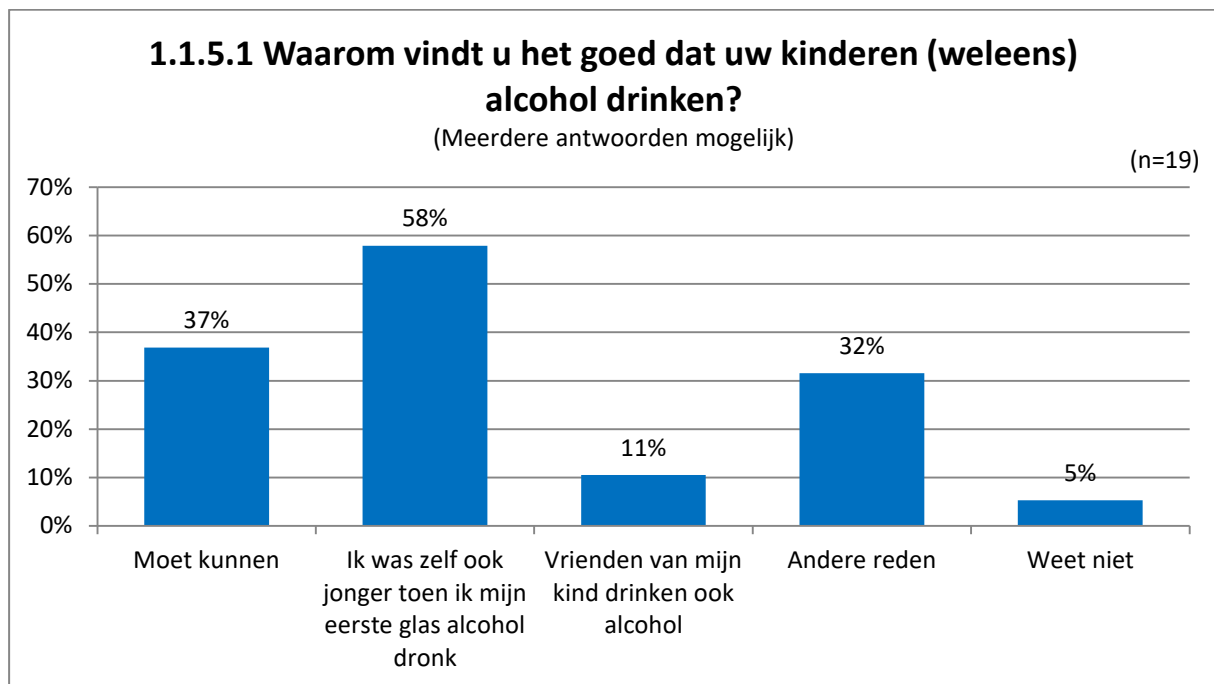 1.1.5.1 Waarom vindt u het goed dat uw kinderen (weleens)
alcohol drinken?
(Meerdere antwoorden mogelijk)
(n=19)
70%
60%
50%
40%
30%
20%
10%
0%
37%
58%
11%
32%
5%
Moet kunnen
Ik was zelf ook
jonger toen ik mijn
eerste glas alcohol
dronk
Vrienden van mijn
kind drinken ook
alcohol
Andere reden
Weet niet